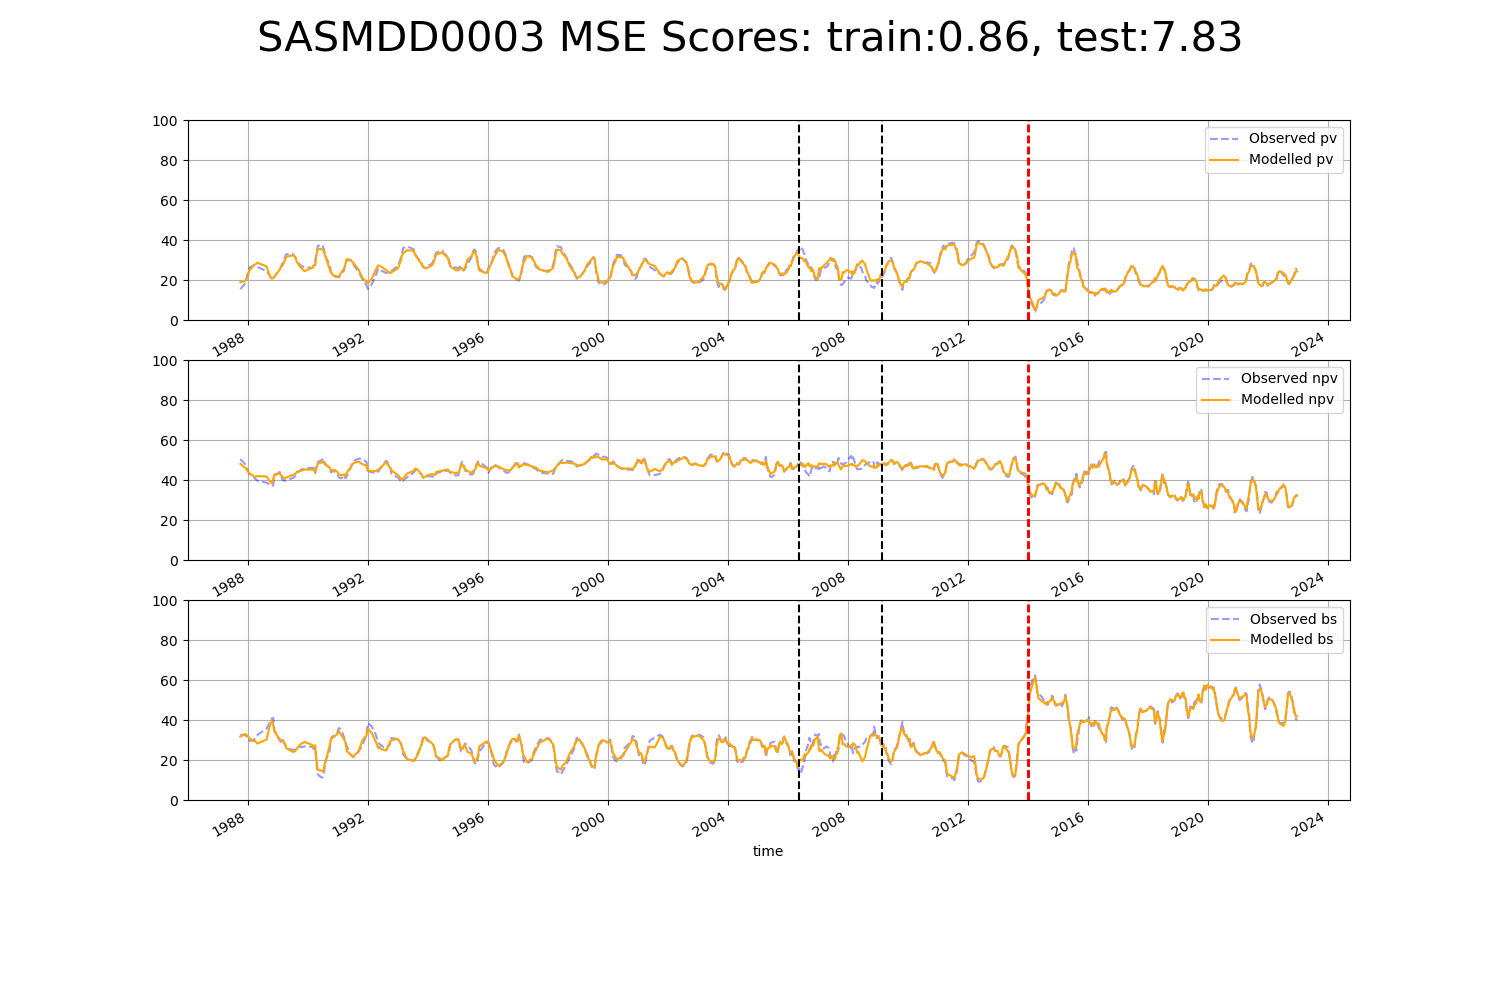 SASMDD0003 MSE Scores: train:0.86, test:7.83
100
80
60
40
20
0
Observed pv
Modelled pv
1988 1992 1996 2000 2004 2008 2012 2016 2020 2024
100
80
60
40
20
0
Observed npv
Modelled npv
1988 1992 1996 2000 2004 2008 2012 2016 2020 2024
100
80
60
40
20
0
Observed bs
Modelled bs
1988 1992 1996 2000 2004 2008 2012 2016 2020 2024
time